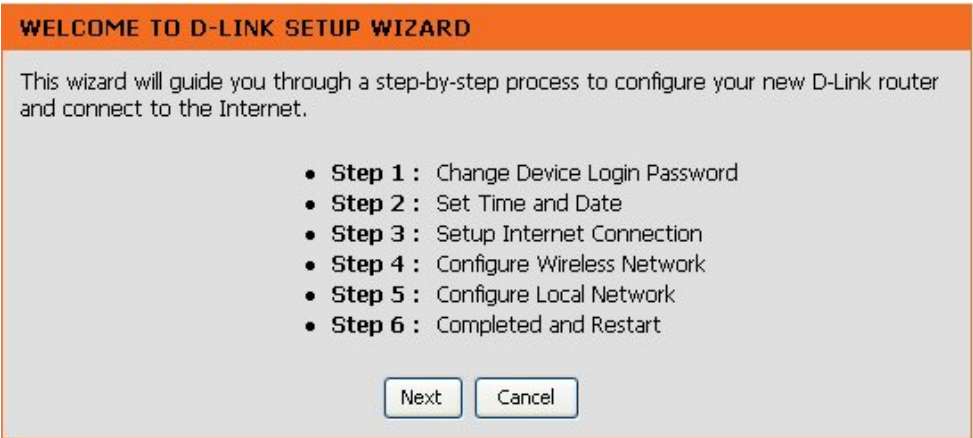 WELCOME TO D-LINK SETUP WIZARD
This wizard will guide you through a step-by-step process to configure your new D-Link router
and connect to the Internet.
• Step 1 : Change Device Login Password
• Step 2 : Set Time and Date
• Step 3 : Setup Internet Connection
• Step 4 : Configure Wireless Network
• Step 5 : Configure Local Network
• Step 6 : Completed and Restart
Next Cancel